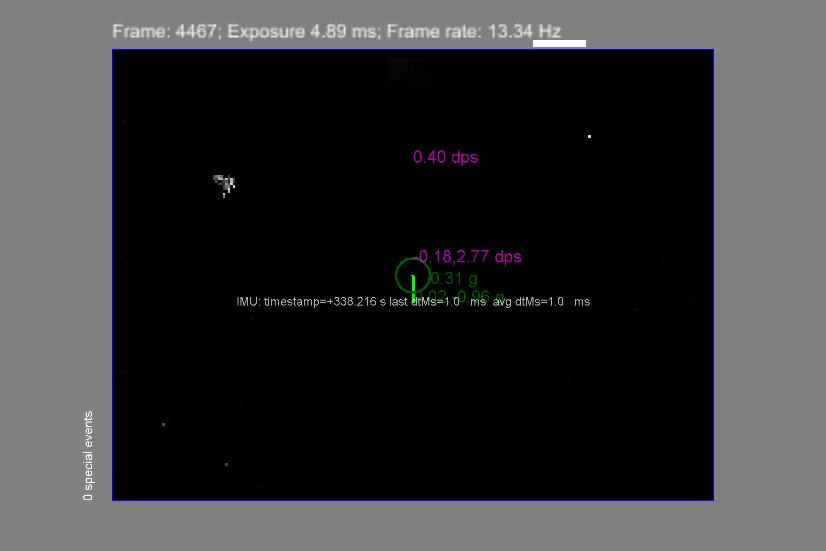 Frame: 4467; Exposure 4.89 ms; Frame rate: 13.34 Hz
0.40 dps
-0.18,2.77 dps
0.31 g
0.96 g
IMU: timestamp=+338.216 s last dtMs=1.0 ms avg dtMs=1.0 ms
0 special events